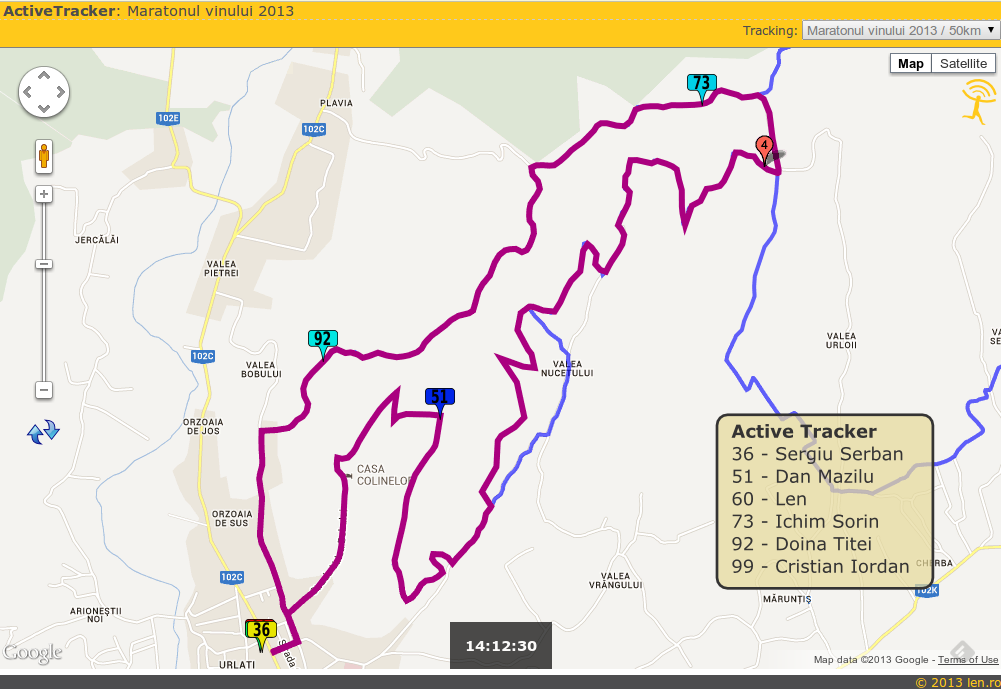 ActiveTracker: Maratonul vinului 2013
Tracking: Maratonul vinului 2013 / 50km
Map Satellite
73
PLAVIA
102E
102C
4
JERCĂLĂI
VALEA
PIETREI
92
VALEA
URLOII
102C
VALEA
BOBULUI
VALEA
NUCETULUI
51
ORZOAIA
DE JOS
CASA
COLINELOR
ORZOAIA
DE SUS
Active Tracker
36 - Sergiu Serban
51 - Dan Mazilu
60 - Len
73 - Ichim Sorin
92 - Doina Titei
99 - Cristian Iordan
CHERBA
102C
VALEA
VRÂNGULUI
102K
MĂRUNȚIȘ
ARIONEȘTII
NOI
36
14:12:30
Google
URLAȚI
Strada
Map data ©2013 Google - Terms of Use
© 2013 len.ro